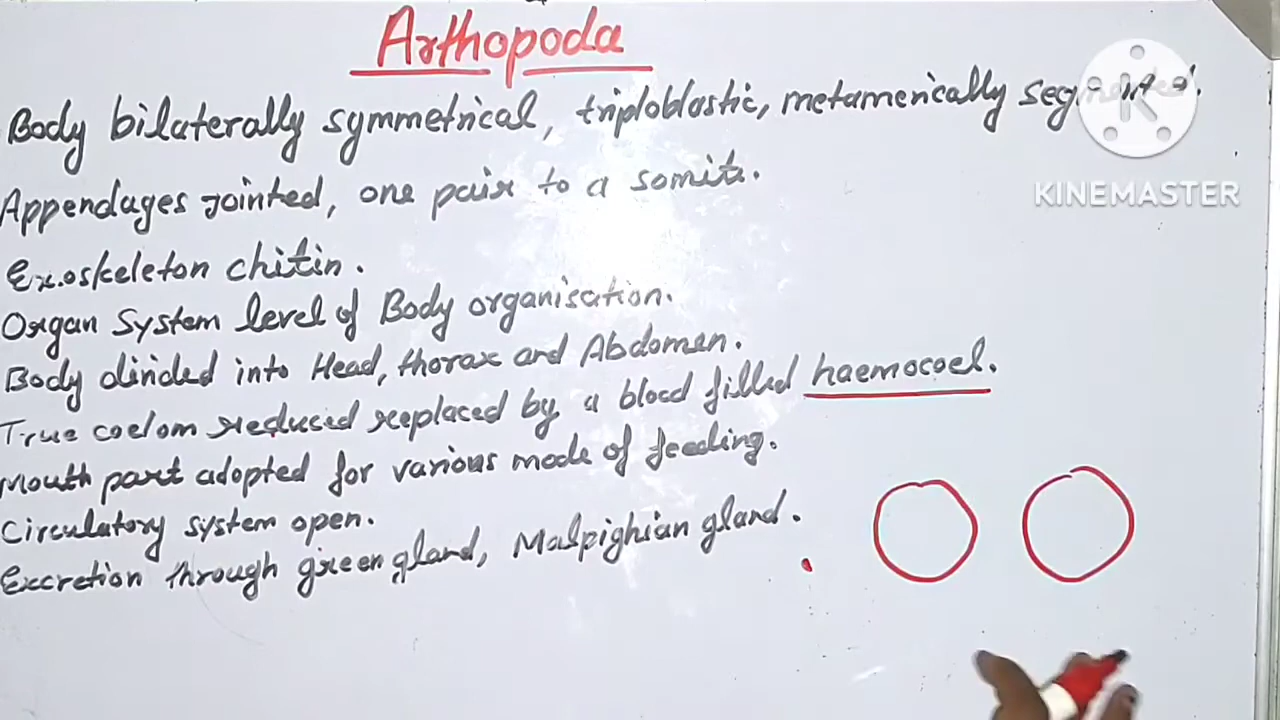 Arthopoda
Body bilaterally symmetrical, triploblastic, metamerically
Appendages jointed, one pair to a somite.
KINEMASTER
Exoskeleton chitin.
Organ System level of Body organisation.
Body divided into Head, thorax and Abdomen.
True coelom reduced replaced by a blood filled haemocoel.
Mouth part adopted for various mode of feeding.
Circulatory system open.
Excretion through green gland, Malpighian gland.